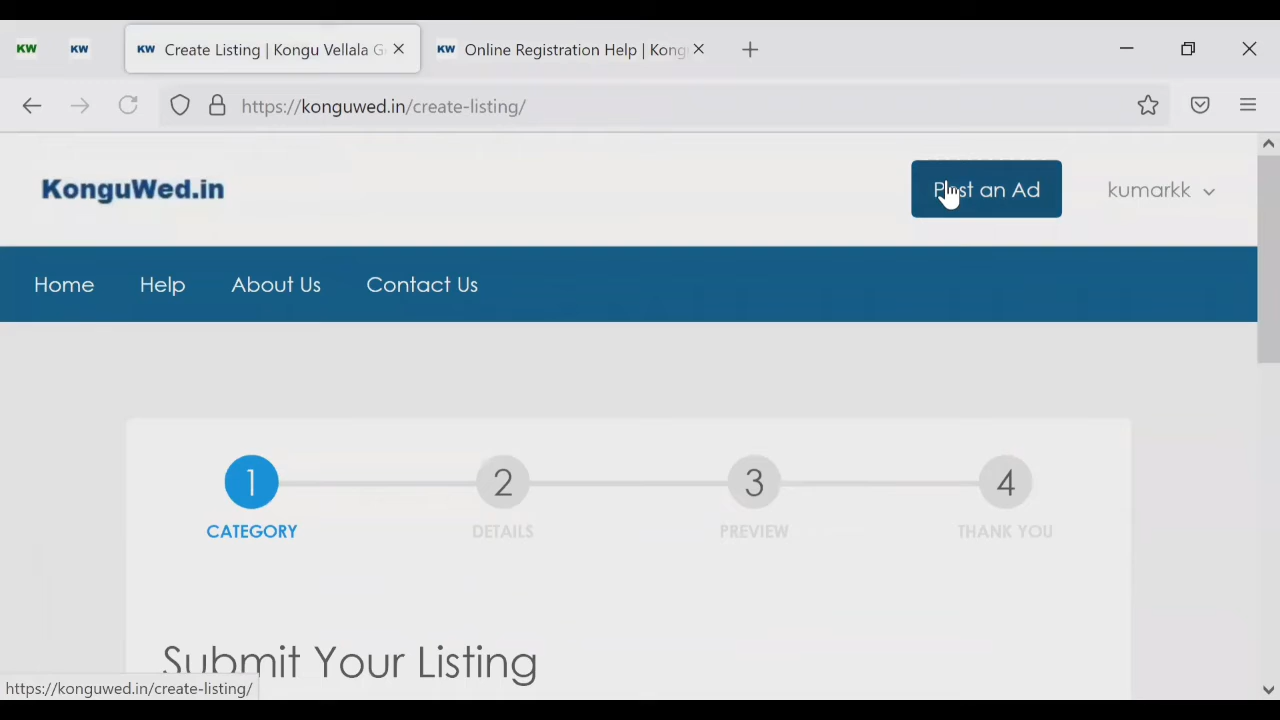 KW
KW
KW Create Listing | Kongu Vellala G
KW Online Registration Help | Kong
https://konguwed.in/create-listing/
KonguWed.in
Post an Ad
kumarkk
Home Help About Us Contact Us
1 2 3 4
CATEGORY DETAILS PREVIEW THANK YOU
Submit Your Listing
https://konguwed.in/create-listing/